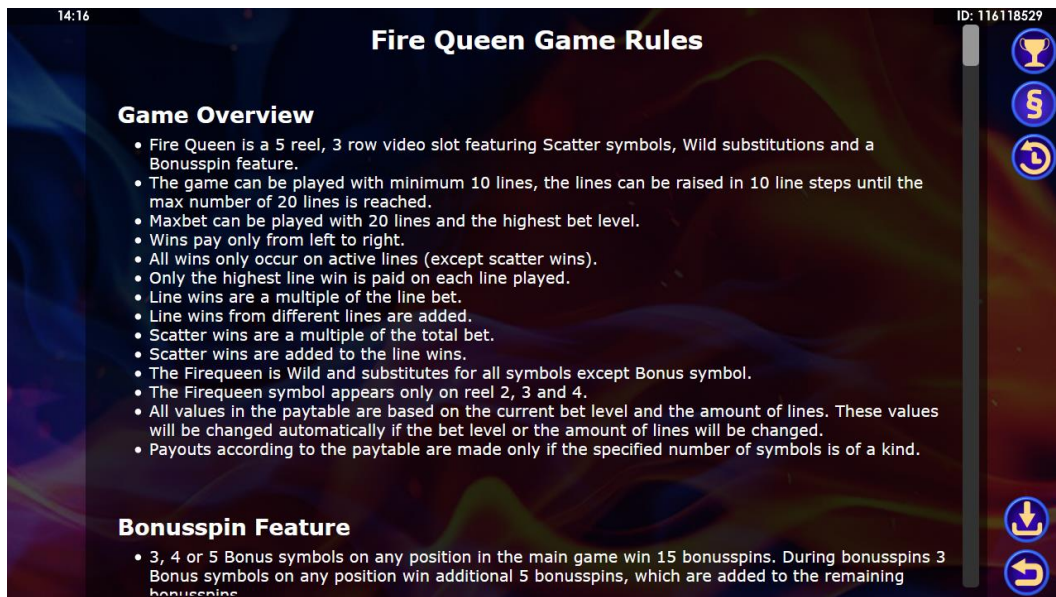 14:16
ID: 116118529
Fire Queen Game Rules
Game Overview
• Fire Queen is a 5 reel, 3 row video slot featuring Scatter symbols, Wild substitutions and a
Bonusspin feature.
• The game can be played with minimum 10 lines, the lines can be raised in 10 line steps until the
max number of 20 lines is reached.
• Maxbet can be played with 20 lines and the highest bet level.
• Wins pay only from left to right.
• All wins only occur on active lines (except scatter wins).
• Only the highest line win is paid on each line played.
• Line wins are a multiple of the line bet.
• Line wins from different lines are added.
• Scatter wins are a multiple of the total bet.
• Scatter wins are added to the line wins.
• The Firequeen is Wild and substitutes for all symbols except Bonus symbol.
• The Firequeen symbol appears only on reel 2, 3 and 4.
• All values in the paytable are based on the current bet level and the amount of lines. These values
will be changed automatically if the bet level or the amount of lines will be changed.
• Payouts according to the paytable are made only if the specified number of symbols is of a kind.
Bonusspin Feature
• 3, 4 or 5 Bonus symbols on any position in the main game win 15 bonusspins. During bonusspins 3
Bonus symbols on any position win additional 5 bonusspins, which are added to the remaining
bonusspins.
§